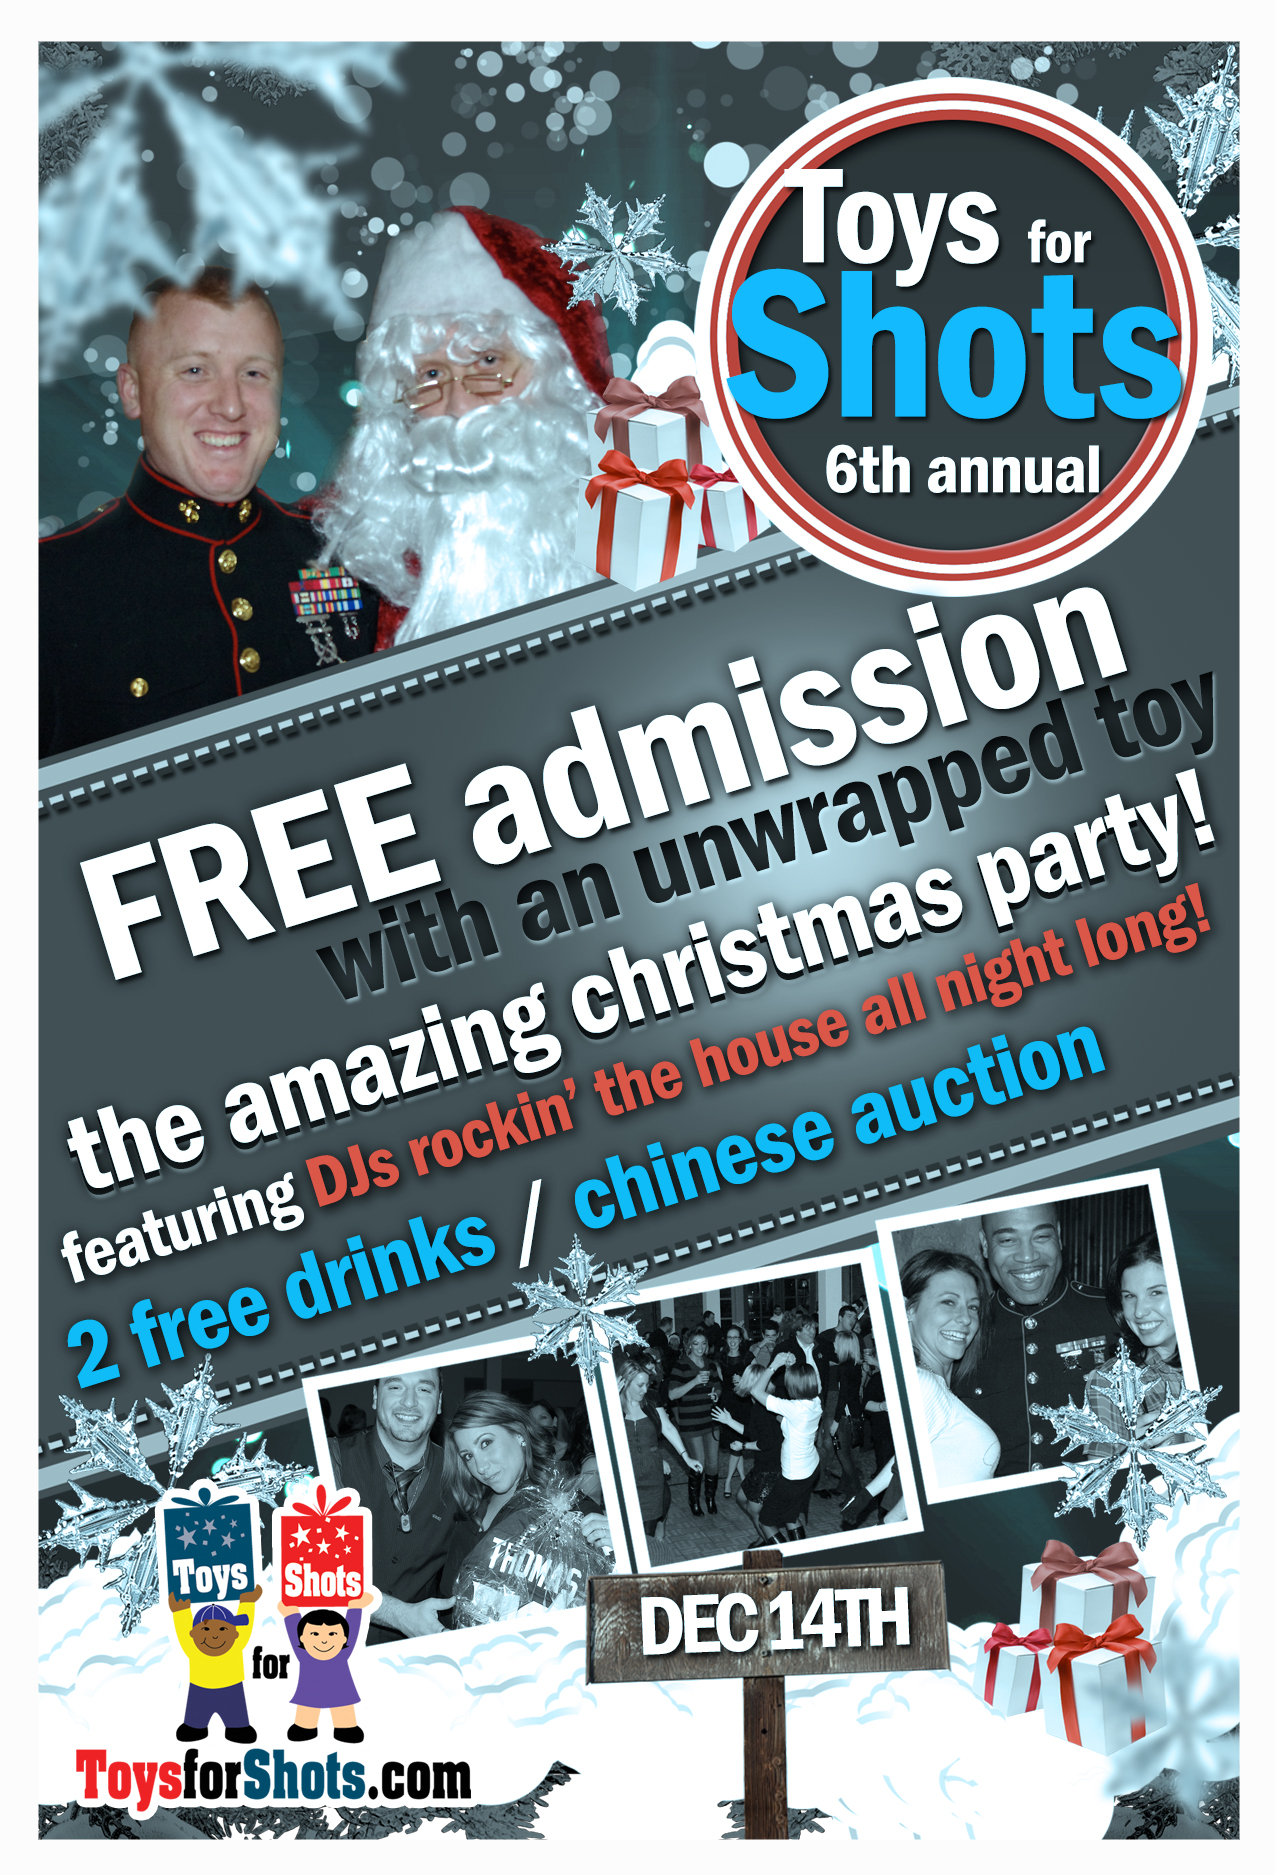 Toys for
Shots
6th annual
FREE admission
with an unwrapped toy
the amazing christmas party!
featuring DJs rockin' the house all night long!
2 free drinks / chinese auction
THOMAS
DEC 14TH
Toys
Shots
for
ToysforShots.com